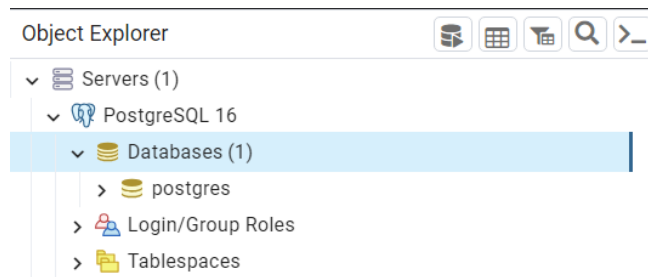 Object Explorer
Servers (1)
PostgreSQL 16
Databases (1)
postgres
Login/Group Roles
Tablespaces